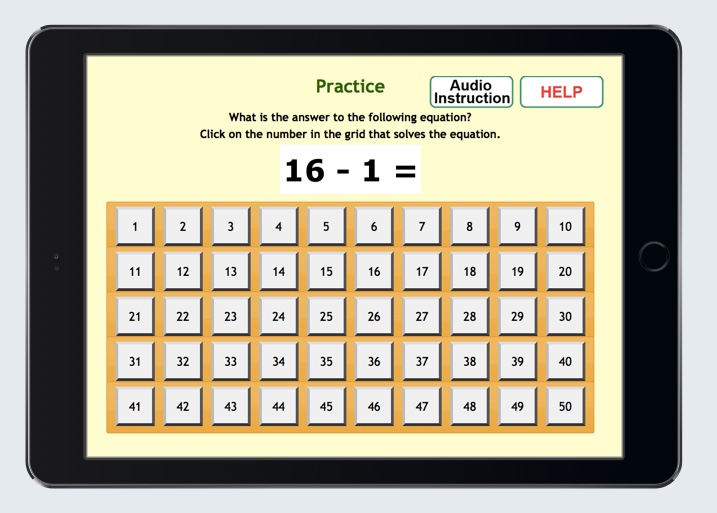 Practice
Audio
Instruction
HELP
What is the answer to the following equation?
Click on the number in the grid that solves the equation.
16 - 1 =
1 2 3 4 5 6 7 8 9 10
11 12 13 14 15 16 17 18 19 20
21 22 23 24 25 26 27 28 29 30
31 32 33 34 35 36 37 38 39 40
41 42 43 44 45 46 47 48 49 50